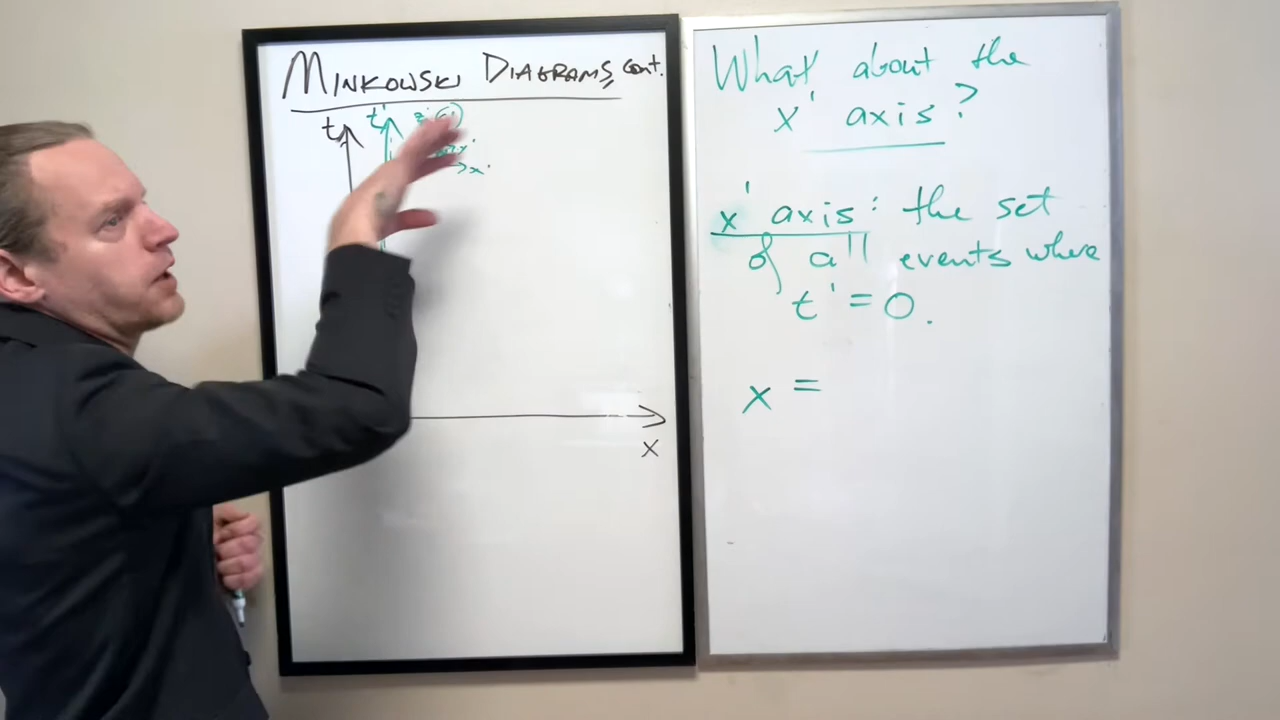 MINKOWSKI DIAGRAMS cont.
t t'
x'
x
What about the
x' axis?
x' axis: the set
of all events where
t' = 0.
x =